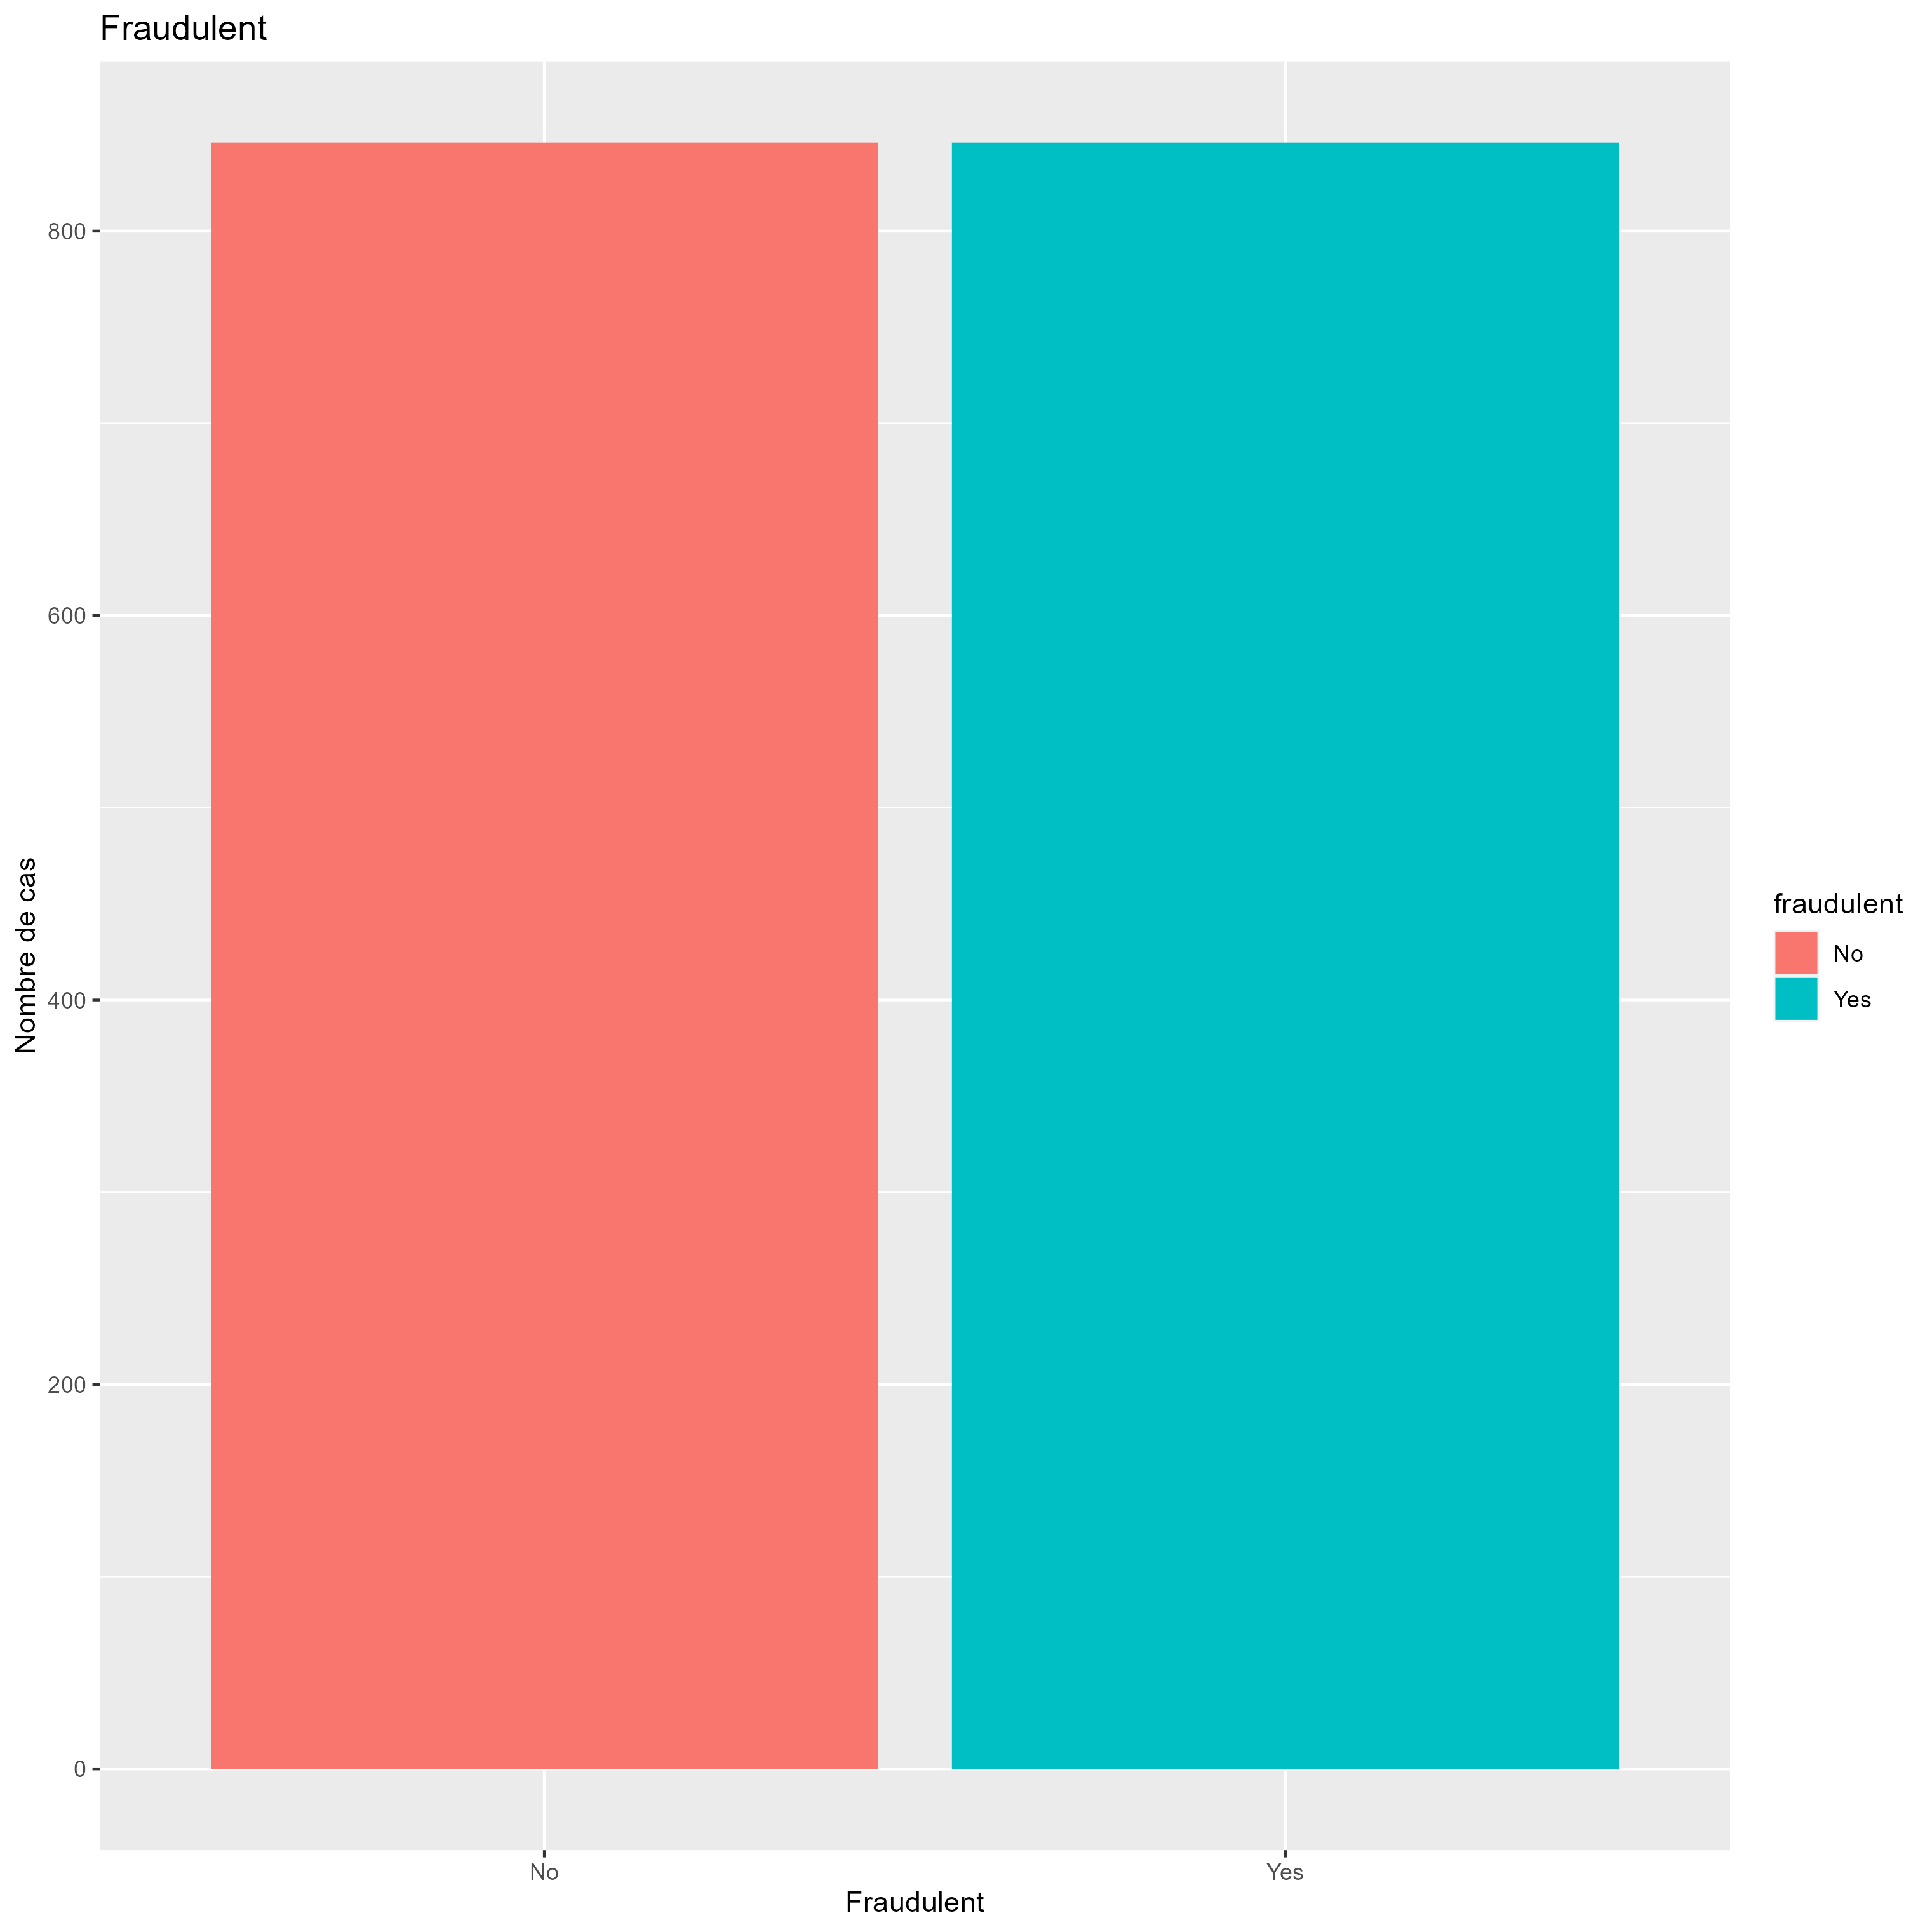 Fraudulent
800
600
400
200
0
Nombre de cas
No
Yes
Fraudulent
fraudulent
No
Yes